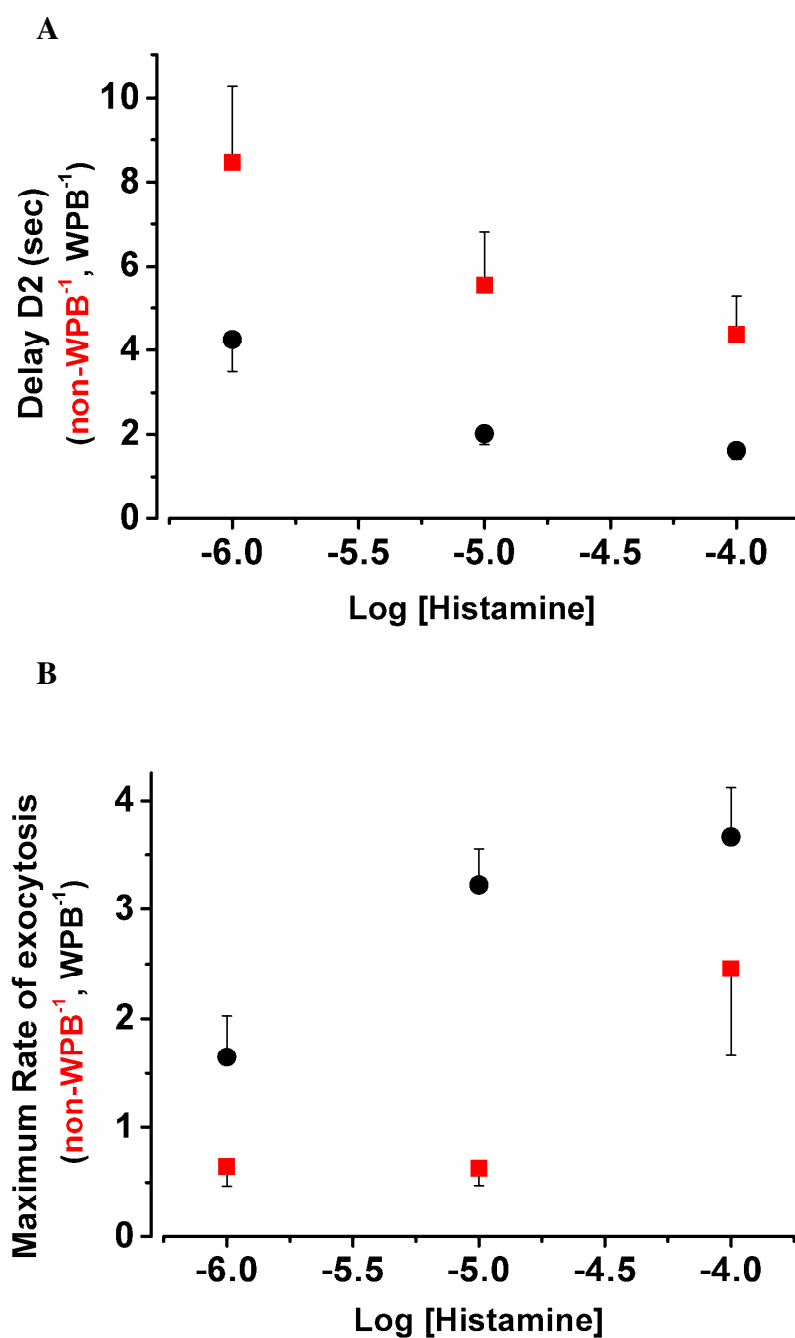 A
Delay D2 (sec)
(non-WPB⁻¹, WPB⁻¹)
10
8
6
4
2
0
-6.0 -5.5 -5.0 -4.5 -4.0
Log [Histamine]
B
Maximum Rate of exocytosis
(non-WPB⁻¹, WPB⁻¹)
4
3
2
1
0
-6.0 -5.5 -5.0 -4.5 -4.0
Log [Histamine]